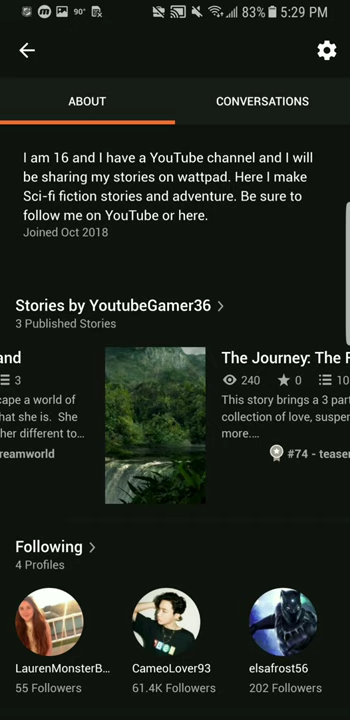 90° 83% 5:29 PM
ABOUT CONVERSATIONS
I am 16 and I have a YouTube channel and I will
be sharing my stories on wattpad. Here I make
Sci-fi fiction stories and adventure. Be sure to
follow me on YouTube or here.
Joined Oct 2018
Stories by YoutubeGamer36 >
3 Published Stories
and
3
cape a world of
hat she is. She
her different to...
reamworld
The Journey: The F
240 0 10
This story brings a 3 part
collection of love, suspen
more....
#74 - teaser
Following >
4 Profiles
LaurenMonsterB...
55 Followers
CameoLover93
61.4K Followers
elsafrost56
202 Followers